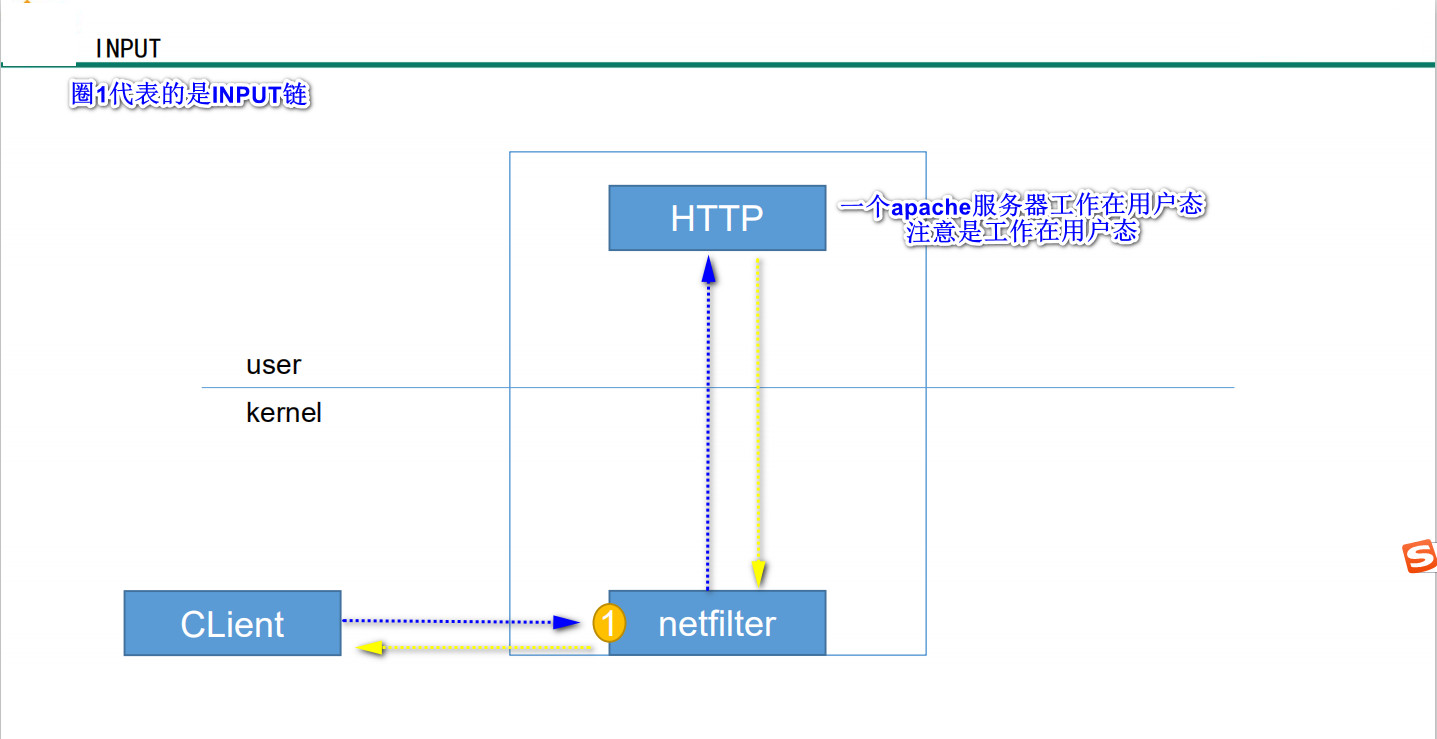 INPUT
圈1代表的是INPUT链
HTTP
一个apache服务器工作在用户态
注意是工作在用户态
user
kernel
CLient
1
netfilter
S